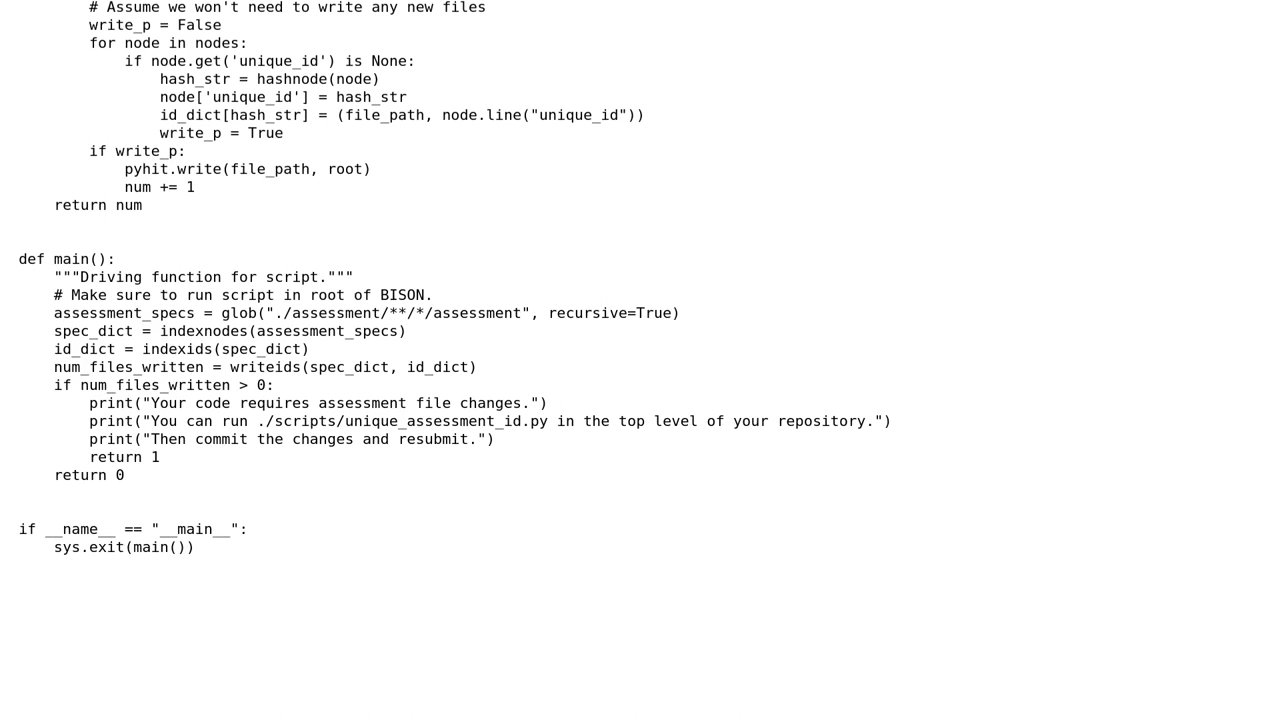 # Assume we won't need to write any new files
        write_p = False
        for node in nodes:
            if node.get('unique_id') is None:
                hash_str = hashnode(node)
                node['unique_id'] = hash_str
                id_dict[hash_str] = (file_path, node.line("unique_id"))
                write_p = True
        if write_p:
            pyhit.write(file_path, root)
            num += 1
    return num


def main():
    """Driving function for script."""
    # Make sure to run script in root of BISON.
    assessment_specs = glob("./assessment/**/*/assessment", recursive=True)
    spec_dict = indexnodes(assessment_specs)
    id_dict = indexids(spec_dict)
    num_files_written = writeids(spec_dict, id_dict)
    if num_files_written > 0:
        print("Your code requires assessment file changes.")
        print("You can run ./scripts/unique_assessment_id.py in the top level of your repository.")
        print("Then commit the changes and resubmit.")
        return 1
    return 0


if __name__ == "__main__":
    sys.exit(main())